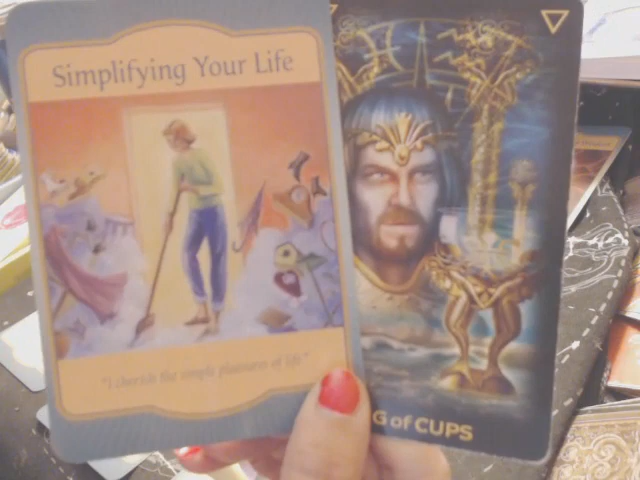 Simplifying Your Life
"I cherish the simple pleasures of life"
G OF CUPS